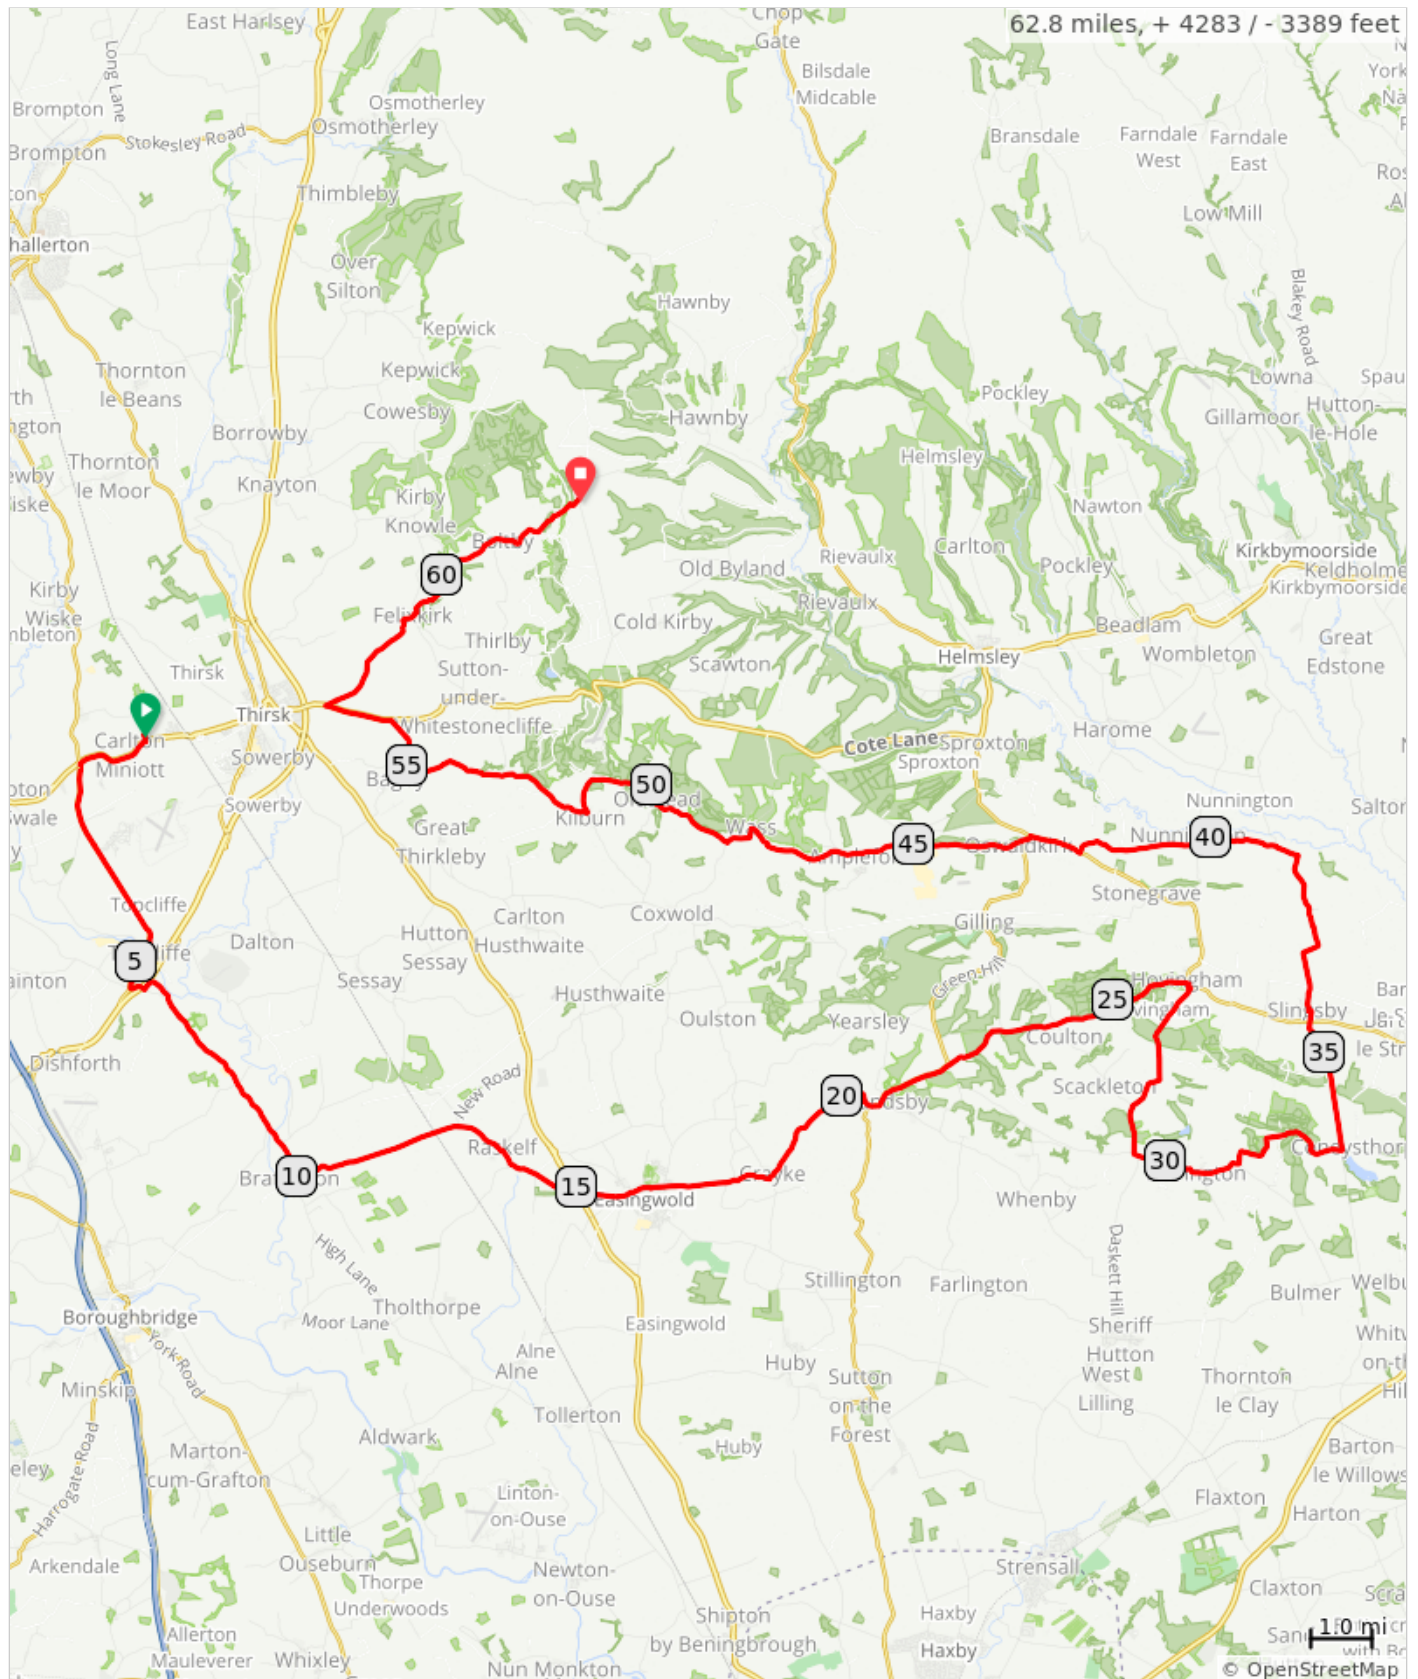 62.8 miles, + 4283 / - 3389 feet
East Harlsey
Chop
Gate
Long Lane
Bilsdale
Midcable
Brompton
Osmotherley
Osmotherley
Stokesley Road
Brompton
Bransdale
Farndale
West
Farndale
East
Thimbleby
Low Mill
hallerton
Over
Silton
Hawnby
Blakey Road
Kepwick
Kepwick
Thornton
le Beans
Cowesby
Hawnby
Pockley
Lowna
Gillamoor
Hutton-
le-Hole
Borrowby
Thornton
le Moor
Knayton
Helmsley
Kirby
Knowle
Nawton
Boltby
Rievaulx
Carlton
Kirkbymoorside
Keldholme
Kirkbymoorside
60
Old Byland
Pockley
Kirby
Wiske
Felixkirk
Rievaulx
Thirlby
Cold Kirby
Beadlam
Great
Edstone
Thirsk
Sutton-
under-
Whitestonecliffe
Scawton
Helmsley
Wombleton
Thirsk
Carlton
Miniott
Sowerby
Cote Lane
Sproxton
Sproxton
Harome
55
50
Sowerby
Kilburn
Nunnington
Great
Thirkleby
Wass
45
Oswaldkirk
40
Topcliffe
Stonegrave
Carlton
Husthwaite
Coxwold
Gilling
5
Dalton
Hutton
Sessay
Sessay
Husthwaite
Green Hill
25
Hovingham
Oulston
Yearsley
Slingsby
Coulton
35
Dishforth
New Road
Scackleton
20
Raskelf
10
15
Easingwold
Crayke
30
Whenby
Daskett Hill
High Lane
Stillington
Farlington
Bulmer
Boroughbridge
Tholthorpe
Moor Lane
Easingwold
Sheriff
Hutton
York Road
Alne
Alne
Huby
Sutton
on the
Forest
West
Lilling
Thornton
le Clay
Minskip
Tollerton
Aldwark
Huby
Marton-
cum-Grafton
Barton
le Willows
Harrogate Road
Linton-
on-Ouse
Flaxton
Harton
Little
Ouseburn
Arkendale
Newton-
on-Ouse
Strensall
Thorpe
Underwoods
Claxton
Haxby
Shipton
by Beningbrough
Allerton
Mauleverer
Haxby
1.0 mi
Whixley
Nun Monkton
© OpenStreetMap